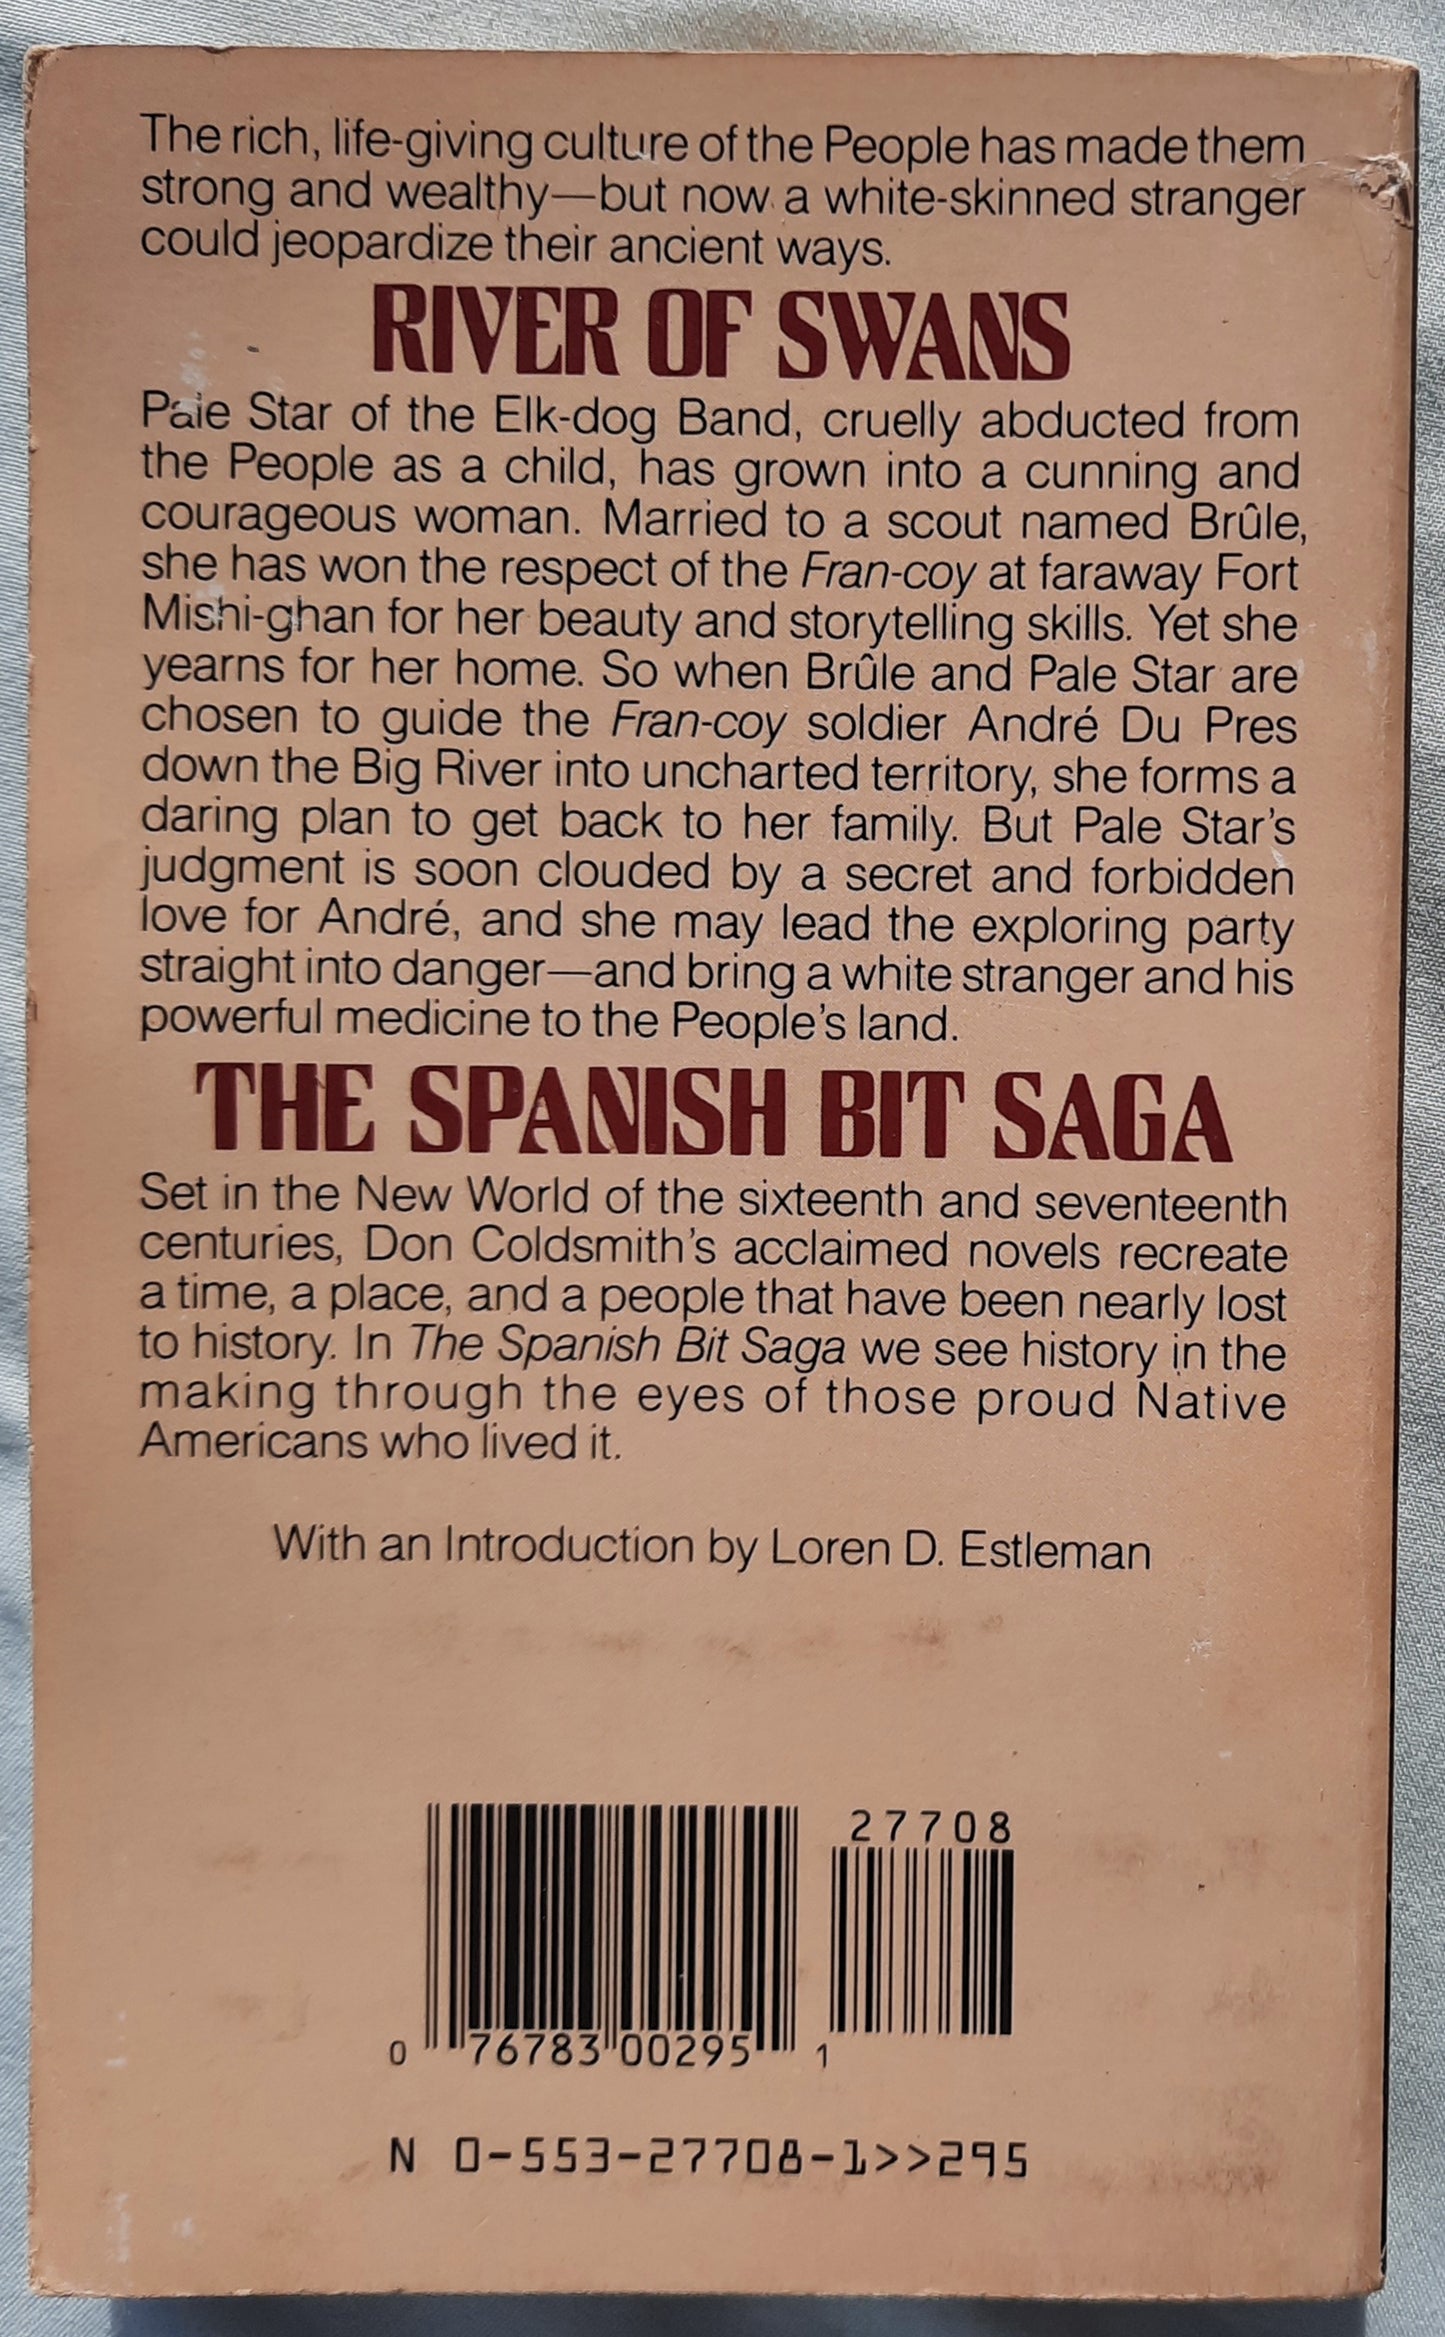 The rich, life-giving culture of the People has made them
strong and wealthy—but now a white-skinned stranger
could jeopardize their ancient ways.
RIVER OF SWANS
Pale Star of the Elk-dog Band, cruelly abducted from
the People as a child, has grown into a cunning and
courageous woman. Married to a scout named Brûle,
she has won the respect of the Fran-coy at faraway Fort
Mishi-ghan for her beauty and storytelling skills. Yet she
yearns for her home. So when Brûle and Pale Star are
chosen to guide the Fran-coy soldier André Du Pres
down the Big River into uncharted territory, she forms a
daring plan to get back to her family. But Pale Star's
judgment is soon clouded by a secret and forbidden
love for André, and she may lead the exploring party
straight into danger—and bring a white stranger and his
powerful medicine to the People's land.
THE SPANISH BIT SAGA
Set in the New World of the sixteenth and seventeenth
centuries, Don Coldsmith's acclaimed novels recreate
a time, a place, and a people that have been nearly lost
to history. In The Spanish Bit Saga we see history in the
making through the eyes of those proud Native
Americans who lived it.
With an Introduction by Loren D. Estleman
27708
0 76783 00295 1
N 0-553-27708-1>>295